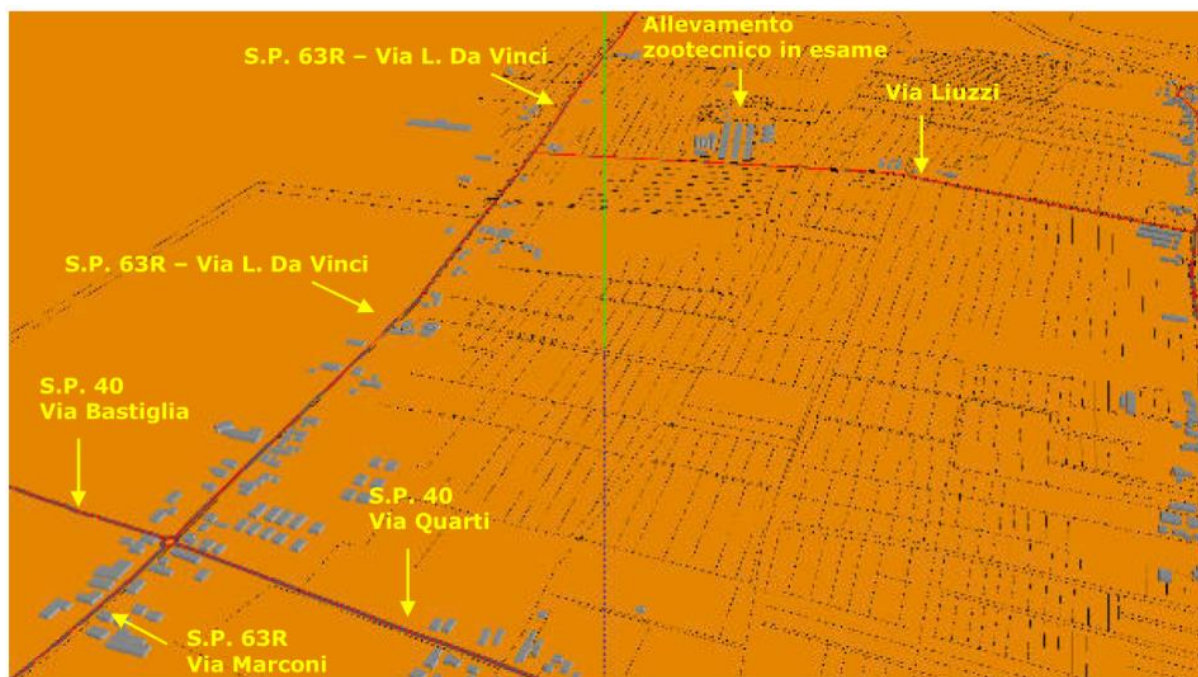 Allevamento
zootecnico in esame
S.P. 63R – Via L. Da Vinci
Via Liuzzi
S.P. 63R – Via L. Da Vinci
S.P. 40
Via Bastiglia
S.P. 40
Via Quarti
S.P. 63R
Via Marconi